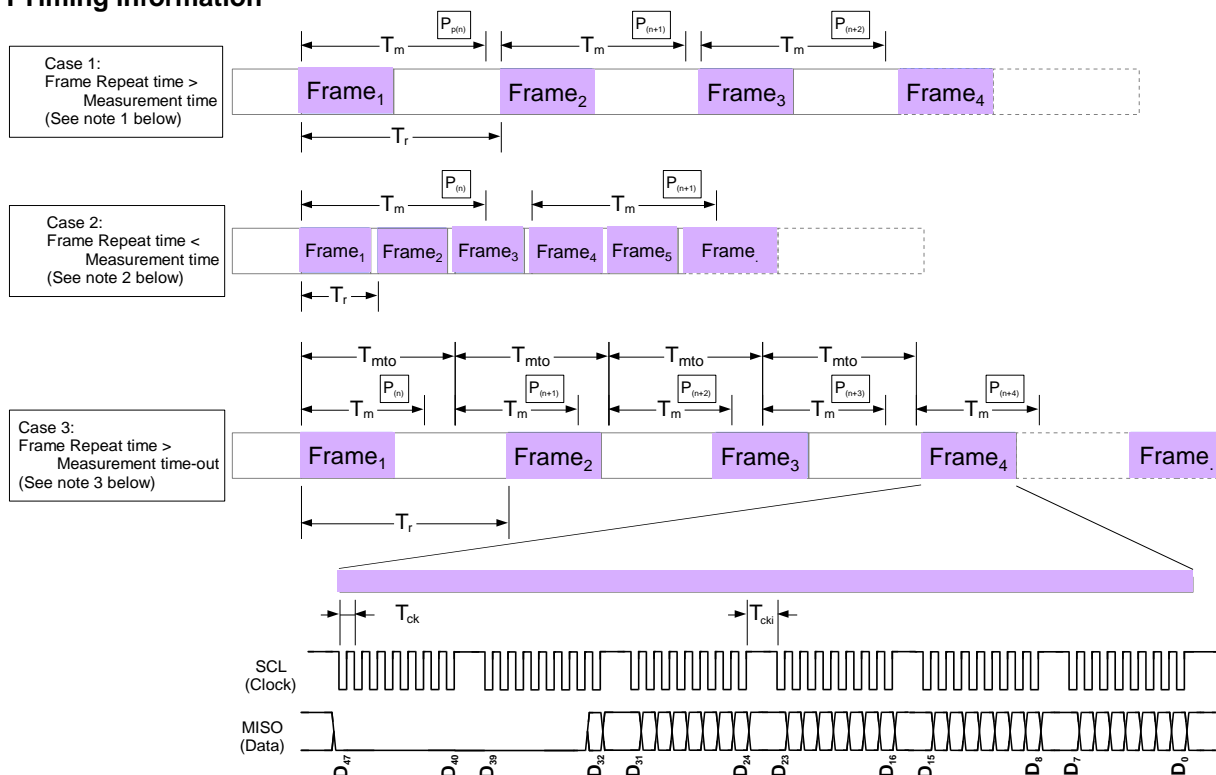 Timing information
Case 1:
Frame Repeat time >
Measurement time
(See note 1 below)
Tm
Pp(n)
Tm
P(n+1)
Tm
P(n+2)
Frame1
Frame2
Frame3
Frame4
Tr
Case 2:
Frame Repeat time <
Measurement time
(See note 2 below)
Tm
P(n)
Tm
P(n+1)
Frame1
Frame2
Frame3
Frame4
Frame5
Frame.
Tr
Case 3:
Frame Repeat time >
Measurement time-out
(See note 3 below)
Tmto
Tmto
Tmto
Tmto
Tm
P(n)
Tm
P(n+1)
Tm
P(n+2)
Tm
P(n+3)
Tm
P(n+4)
Frame1
Frame2
Frame3
Frame4
Frame.
Tr
Tck
Tcki
SCL
(Clock)
MISO
(Data)
D47
D40
D39
D32
D31
D24
D23
D16
D15
D8
D7
D0